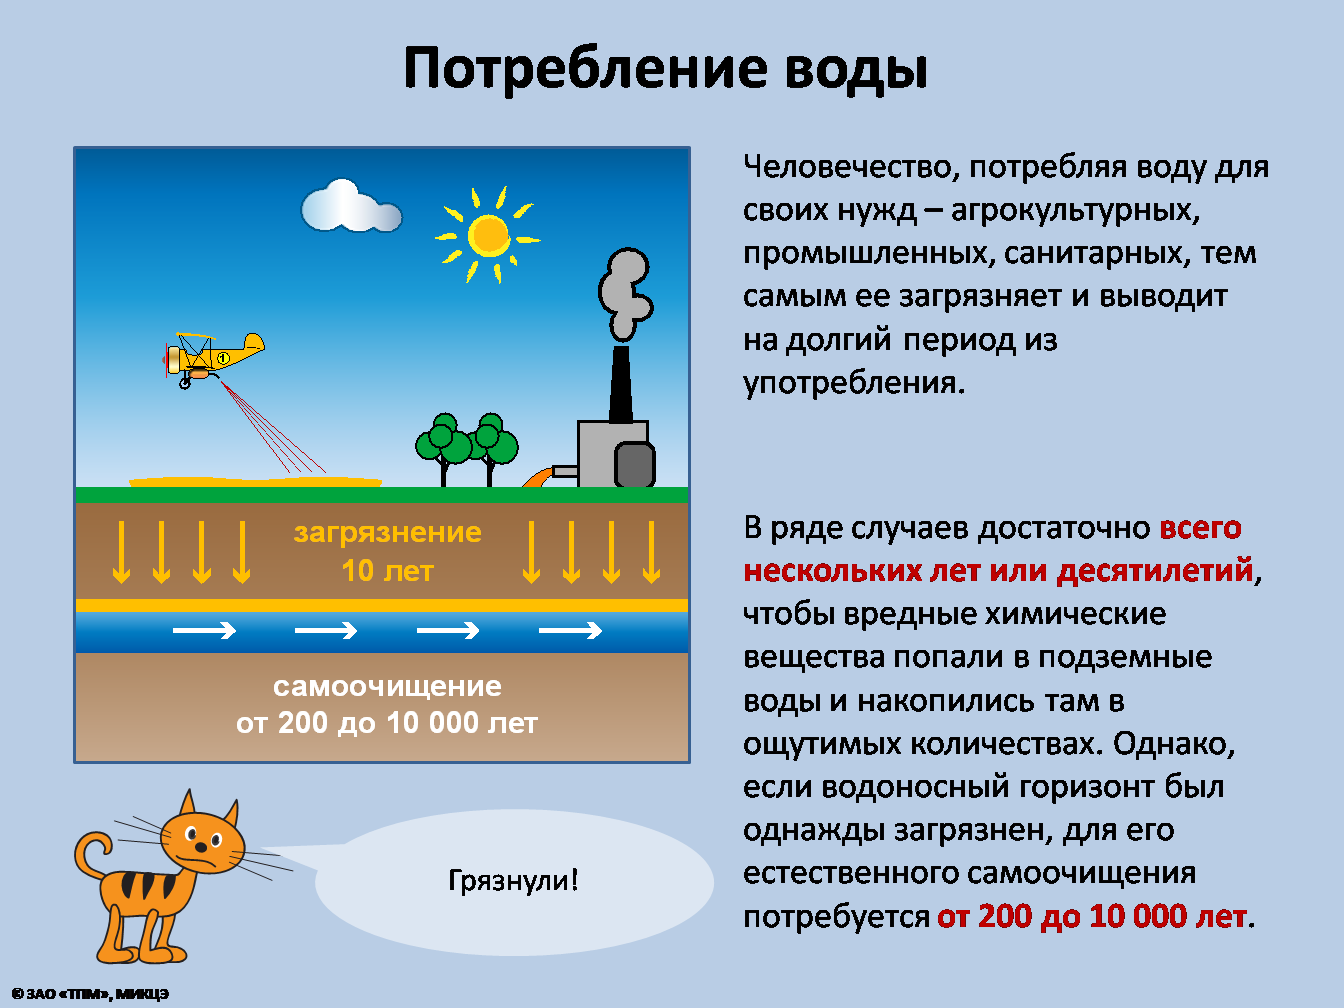 Потребление воды
Человечество, потребляя воду для
своих нужд – агрокультурных,
промышленных, санитарных, тем
самым ее загрязняет и выводит
на долгий период из
употребления.
1
загрязнение
10 лет
самоочищение
от 200 до 10 000 лет
В ряде случаев достаточно всего
нескольких лет или десятилетий,
чтобы вредные химические
вещества попали в подземные
воды и накопились там в
ощутимых количествах. Однако,
если водоносный горизонт был
однажды загрязнен, для его
естественного самоочищения
потребуется от 200 до 10 000 лет.
Грязнули!
© ЗАО «ТПМ», МИКЦЭ